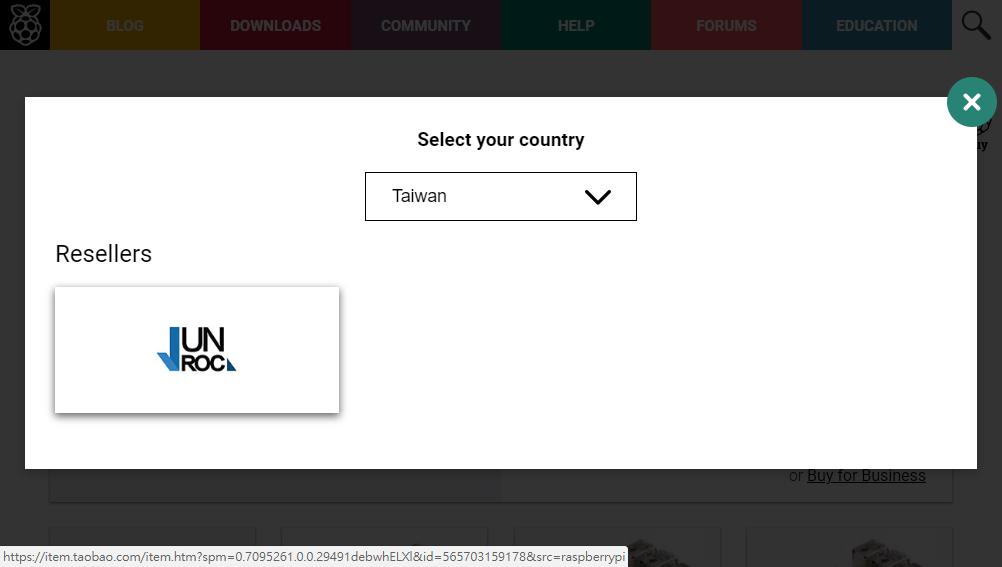 BLOG
DOWNLOADS
COMMUNITY
HELP
FORUMS
EDUCATION
Select your country
Taiwan
Resellers
JUN
ROC
or Buy for Business
https://item.taobao.com/item.htm?spm=0.7095261.0.0.29491debwhELXl&id=565703159178&src=raspberrypi